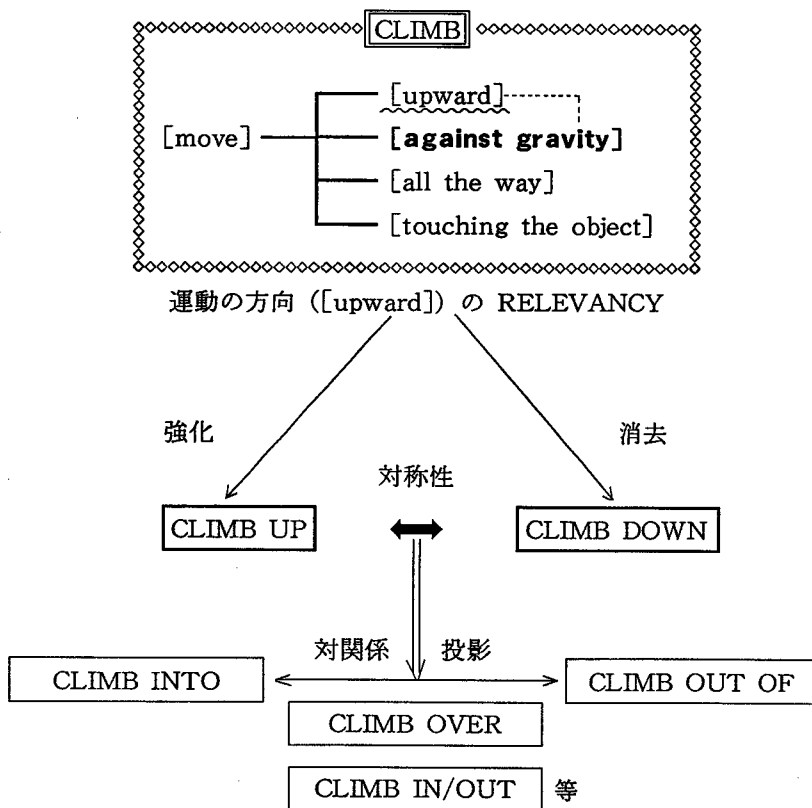 CLIMB
[upward]
[move]
[against gravity]
[all the way]
[touching the object]
運動の方向 ([upward]) の RELEVANCY
強化
消去
対称性
CLIMB UP
CLIMB DOWN
対関係 投影
CLIMB INTO
CLIMB OUT OF
CLIMB OVER
CLIMB IN/OUT 等